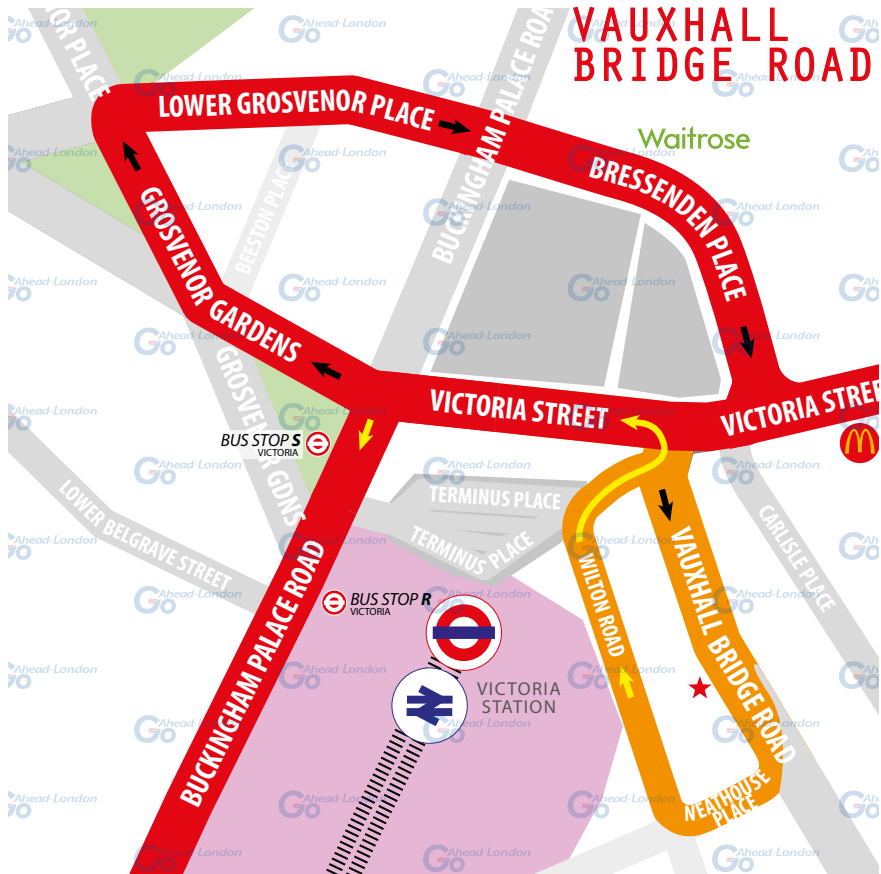 VAUXHALL
BRIDGE ROAD
LOWER GROSVENOR PLACE
BUCKINGHAM PALACE ROA
Waitrose
BRESSENDEN PLACE
GROSVENOR GARDENS
BEESTON PLACE
VICTORIA STREET
VICTORIA STREE
GROSVENOR GDNS
BUS STOP S
VICTORIA
LOWER BELGRAVE STREET
TERMINUS PLACE
TERMINUS PLACE
CARLISLE PLACE
BUCKINGHAM PALACE ROAD
BUS STOP R
VICTORIA
WILTON ROAD
VAUXHALL BRIDGE ROAD
VICTORIA
STATION
NEATHOUSE
PLACE
Go Ahead-London